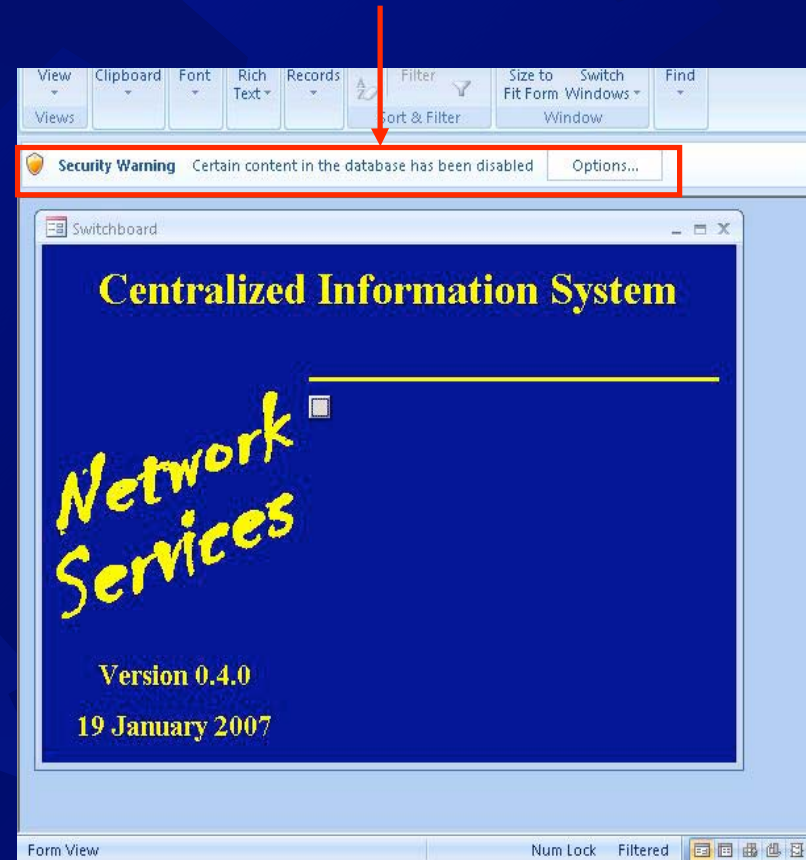 View Clipboard Font Rich Text Records Filter Size to Fit Form Switch Windows Find
Views Sort & Filter Window
Security Warning Certain content in the database has been disabled Options...
Switchboard
Centralized Information System
Network
Services
Version 0.4.0
19 January 2007
Form View Num Lock Filtered